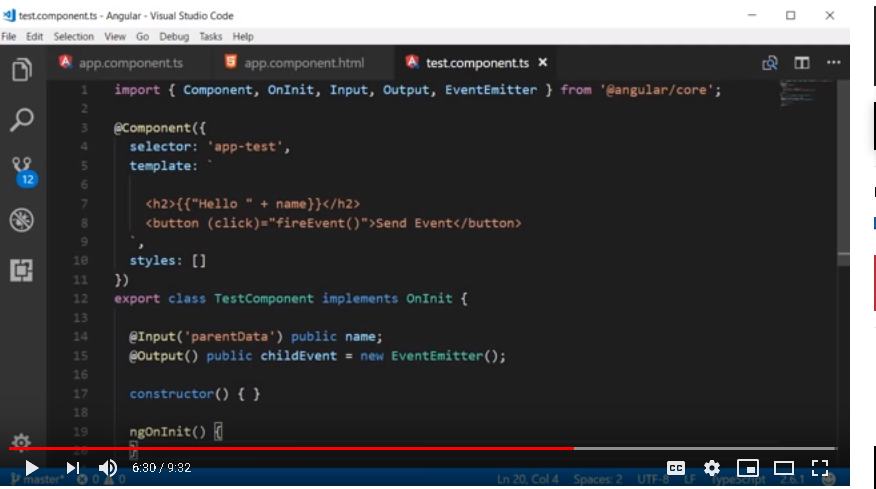 test.component.ts - Angular - Visual Studio Code
File Edit Selection View Go Debug Tasks Help
app.component.ts app.component.html test.component.ts
1 import { Component, OnInit, Input, Output, EventEmitter } from '@angular/core';
2
3 @Component({
4 selector: 'app-test',
5 template: `
6
7 <h2>{{"Hello " + name}}</h2>
8 <button (click)="fireEvent()">Send Event</button>
9 `,
10 styles: []
11 })
12 export class TestComponent implements OnInit {
13
14 @Input('parentData') public name;
15 @Output() public childEvent = new EventEmitter();
16
17 constructor() { }
18
19 ngOnInit() {
20 }
12
6:30 / 9:32
CC
master* 0 0 Ln 20, Col 4 Spaces: 2 UTF-8 LF TypeScript 2.6.1